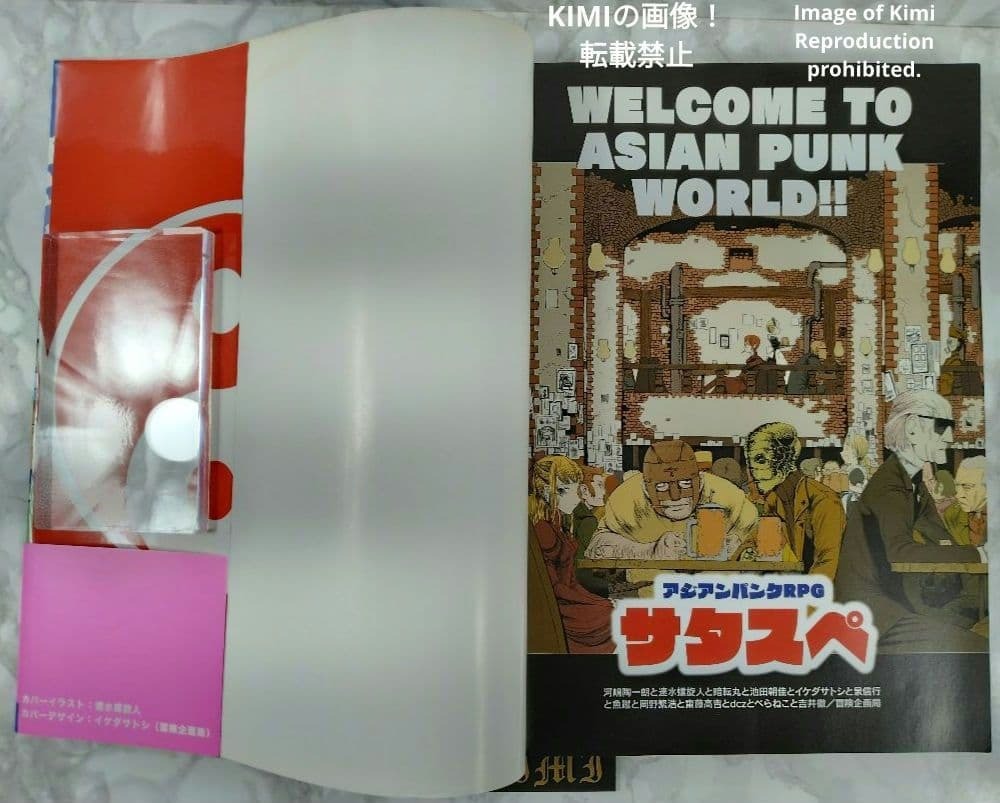 KIMIの画像！
転載禁止
Image of Kimi
Reproduction
prohibited.
WELCOME TO
ASIAN PUNK
WORLD!!
アジアンパンクRPG
サタスペ
河嶋陶一朗と速水螺旋人と暗転丸と池田朝佳とイケダサトシと泉信行
と魚蹴と岡野繁浩と齋藤高吉とdczとべらねこと吉井徹／冒険企画局
カバーイラスト：速水螺旋人
カバーデザイン：イケダサトシ（冒険企画局）
IMI